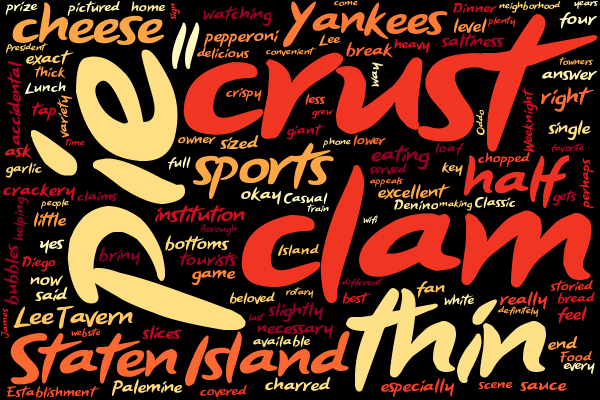 prize
pictured
home
sign
watching
come
Dinner
neighborhood
years
cheese
Yankees
level
plenty
four
President
pepperoni
Lee
break
heavy
saltiness
exact
delicious
convenient
towners
thick
answer
Lunch
pie
"
crust
way
accidental
variety
crispy
less
grew
Oddo
Weeknight
right
tap
giant
single
time
owner
sized
phone
lower
favorite
ask
full
sports
eating
loaf
chopped
half
perhaps
garlic
served
key
appeals
excellent
gets
crackery
claims
okay
Casual
Denino
making
Classic
people
train
little
helping
institution
clam
wifi
Borough
yes
briny
bottoms
Island
tourists
bubbles
Diego
game
different
storied
now
beloved
rotary
best
fan
white
really
bread
said
definitely
feel
James
Lee Tavern
last
slightly
thin
website
slices
necessary
end
available
Food
Staten Island
every
Palemine
charred
especially
scene
sauce
Establishment
covered